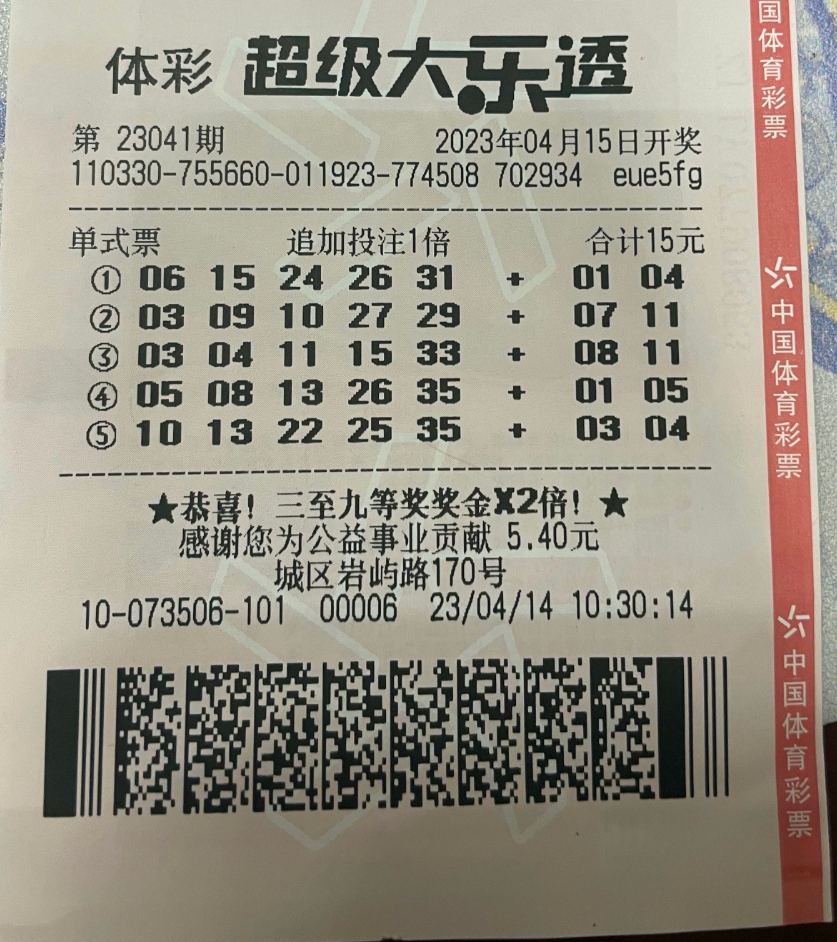 体彩 超级大乐透
第 23041期 2023年04月15日开奖
110330-755660-011923-774508 702934 eue5fg
单式票 追加投注1倍 合计15元
① 06 15 24 26 31 + 01 04
② 03 09 10 27 29 + 07 11
③ 03 04 11 15 33 + 08 11
④ 05 08 13 26 35 + 01 05
⑤ 10 13 22 25 35 + 03 04
★恭喜! 三至九等奖奖金X2倍! ★
感谢您为公益事业贡献 5.40元
城区岩屿路170号
10-073506-101 00006 23/04/14 10:30:14
国体育彩票
中国体育彩票
中国体育彩票